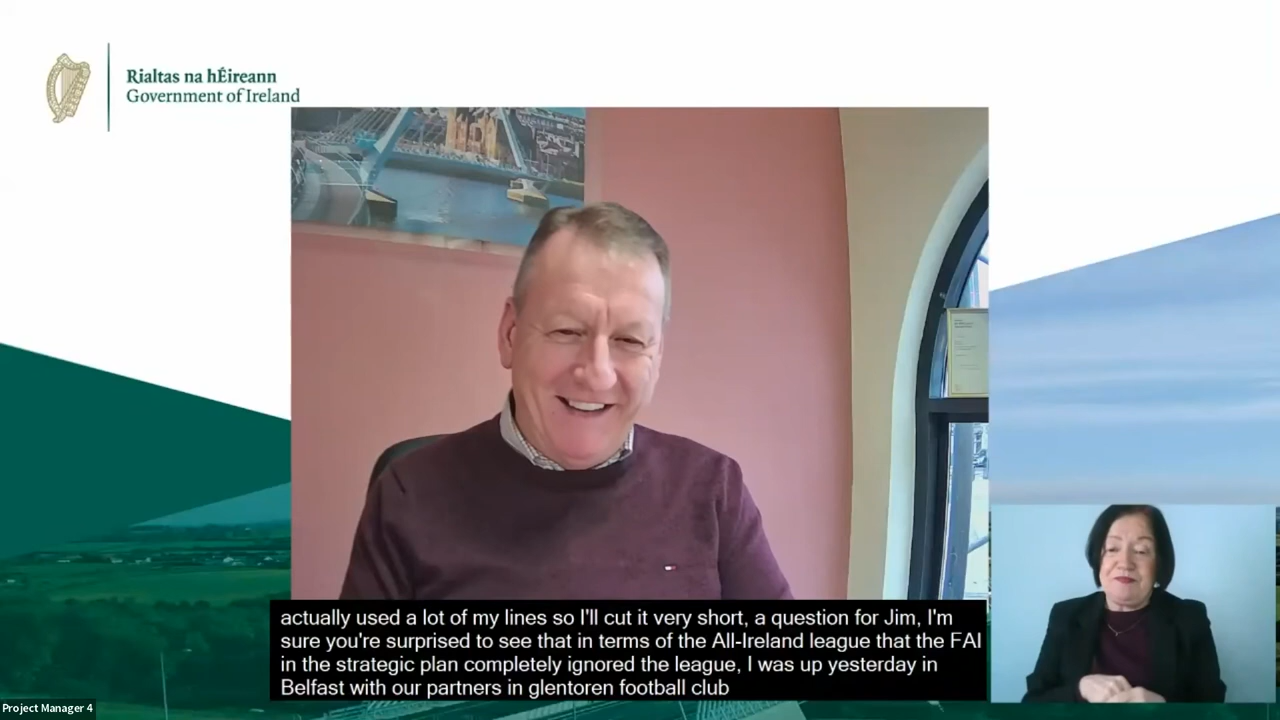 Rialtas na hÉireann
Government of Ireland
actually used a lot of my lines so I'll cut it very short, a question for Jim, I'm
sure you're surprised to see that in terms of the All-Ireland league that the FAI
in the strategic plan completely ignored the league, I was up yesterday in
Belfast with our partners in glentoren football club
Project Manager 4